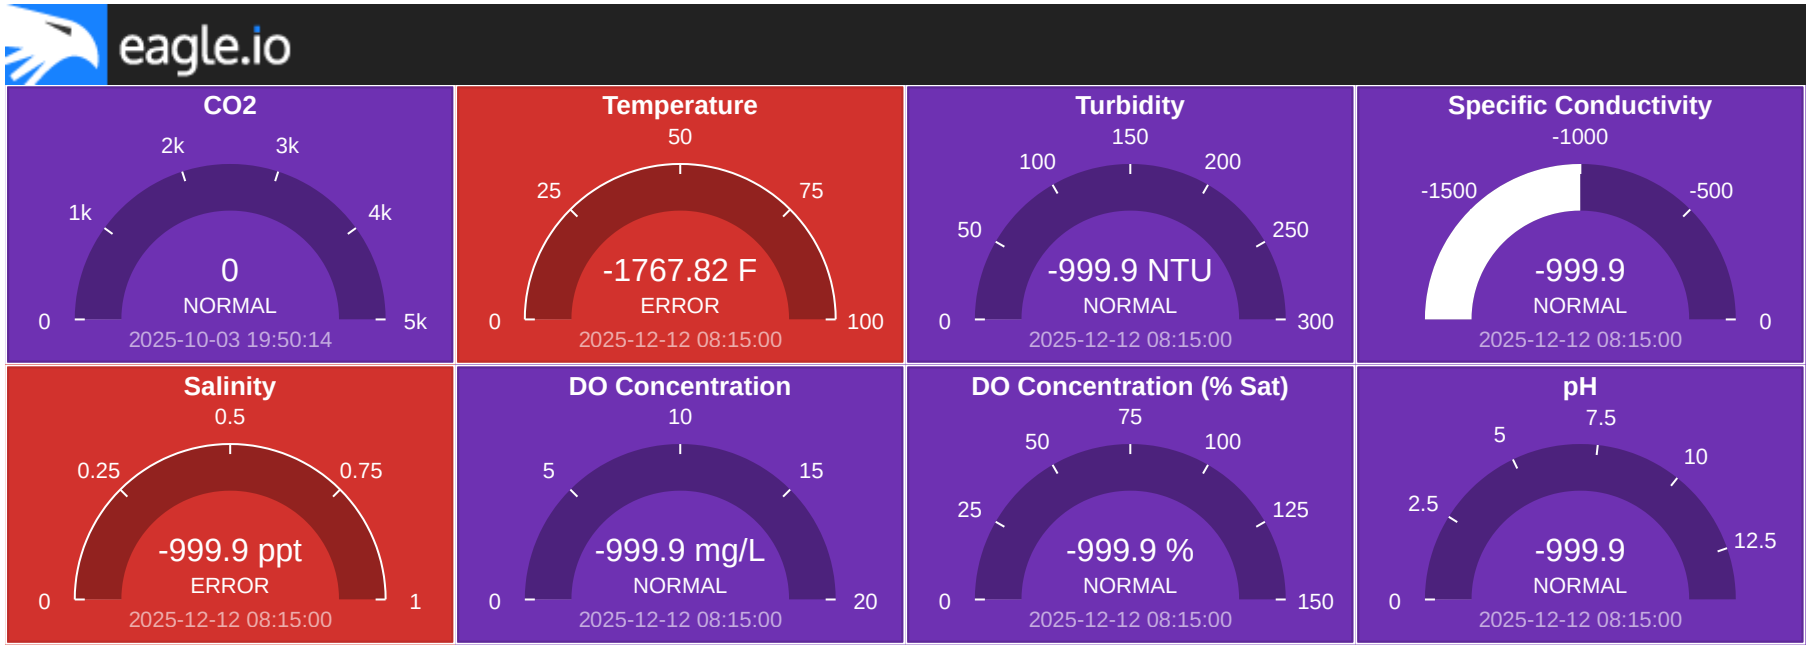 eagle.io
CO2
2k
3k
1k
4k
0
NORMAL
0
5k
2025-10-03 19:50:14
Temperature
50
25
75
-1767.82 F
ERROR
0
100
2025-12-12 08:15:00
Turbidity
150
100
200
50
250
-999.9 NTU
NORMAL
0
300
2025-12-12 08:15:00
Specific Conductivity
-1000
-1500
-500
-999.9
NORMAL
0
2025-12-12 08:15:00
Salinity
0.5
0.25
0.75
-999.9 ppt
ERROR
0
1
2025-12-12 08:15:00
DO Concentration
10
5
15
-999.9 mg/L
NORMAL
0
20
2025-12-12 08:15:00
DO Concentration (% Sat)
75
50
100
25
125
-999.9 %
NORMAL
0
150
2025-12-12 08:15:00
pH
7.5
5
10
2.5
12.5
-999.9
NORMAL
0
2025-12-12 08:15:00